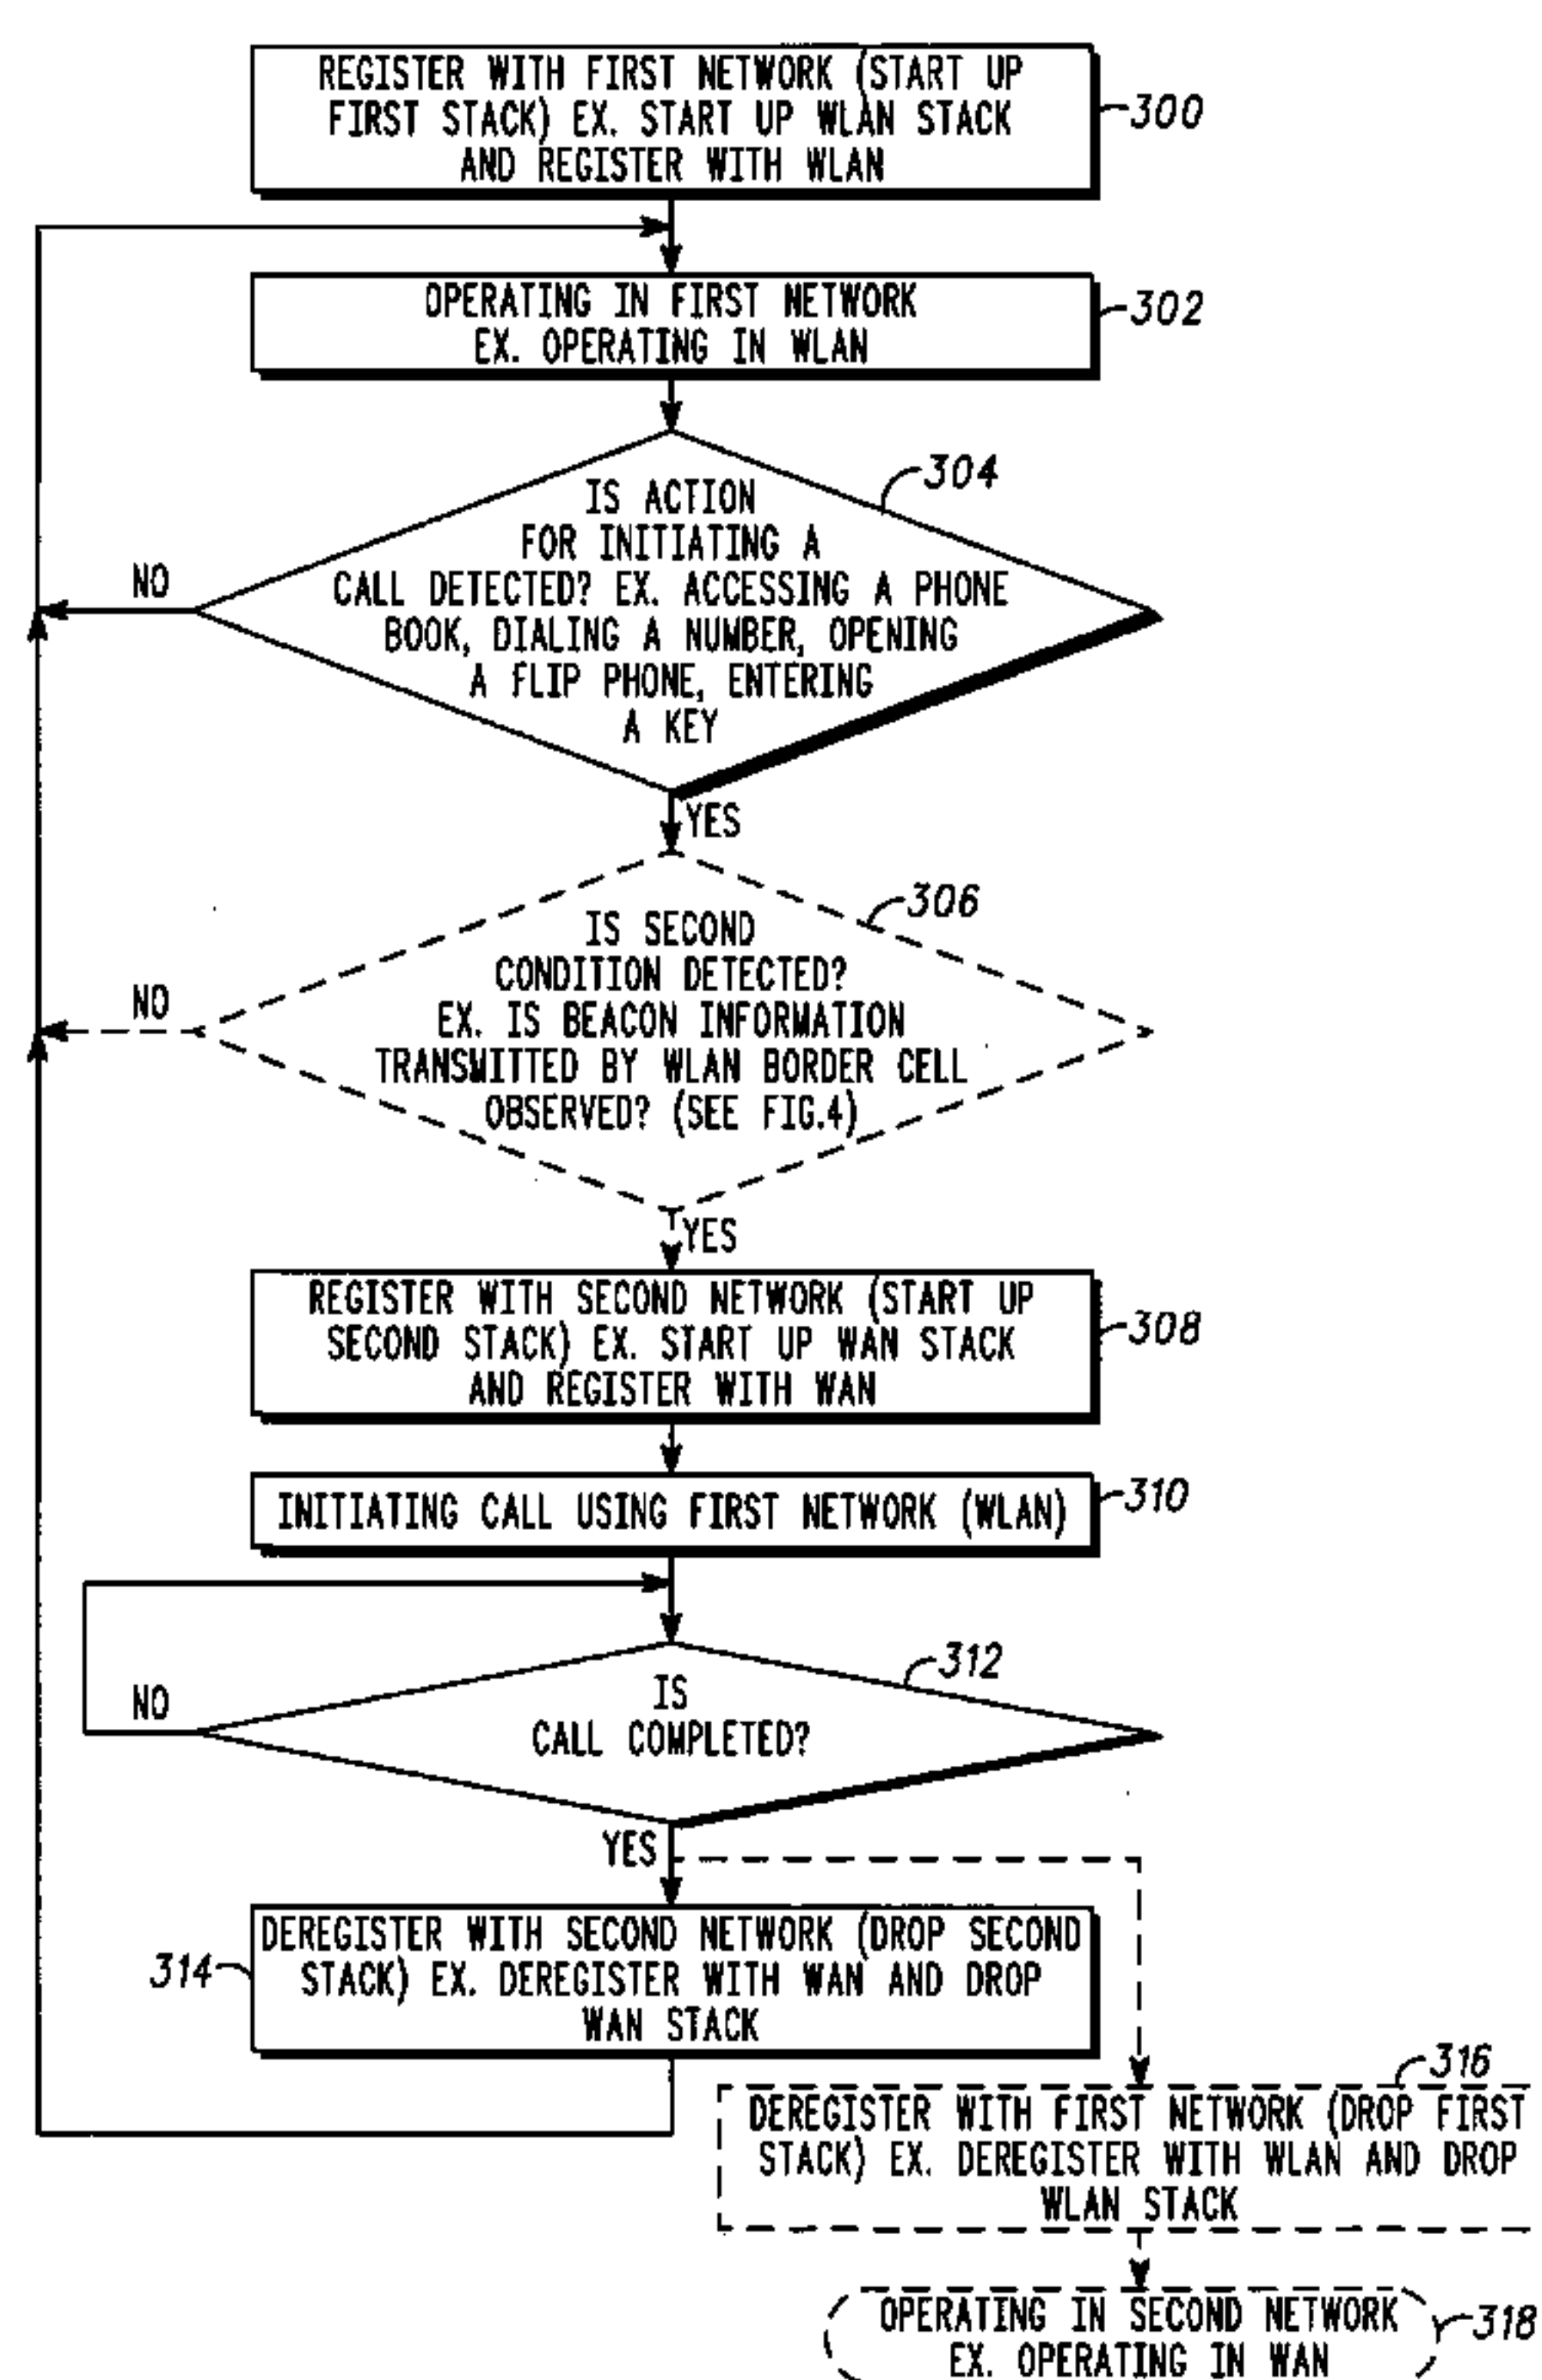 REGISTER WITH FIRST NETWORK (START UP
FIRST STACK) EX. START UP WLAN STACK
AND REGISTER WITH WLAN
300
OPERATING IN FIRST NETWORK
EX. OPERATING IN WLAN
302
304
IS ACTION
FOR INITIATING A
CALL DETECTED? EX. ACCESSING A PHONE
BOOK, DIALING A NUMBER, OPENING
A FLIP PHONE, ENTERING
A KEY
NO
YES
306
IS SECOND
CONDITION DETECTED?
EX. IS BEACON INFORMATION
TRANSMITTED BY WLAN BORDER CELL
OBSERVED? (SEE FIG.4)
NO
YES
REGISTER WITH SECOND NETWORK (START UP
SECOND STACK) EX. START UP WAN STACK
AND REGISTER WITH WAN
308
INITIATING CALL USING FIRST NETWORK (WLAN)
310
312
IS
CALL COMPLETED?
NO
YES
DEREGISTER WITH SECOND NETWORK (DROP SECOND
STACK) EX. DEREGISTER WITH WAN AND DROP
WAN STACK
314
316
DEREGISTER WITH FIRST NETWORK (DROP FIRST
STACK) EX. DEREGISTER WITH WLAN AND DROP
WLAN STACK
OPERATING IN SECOND NETWORK
EX. OPERATING IN WAN
318